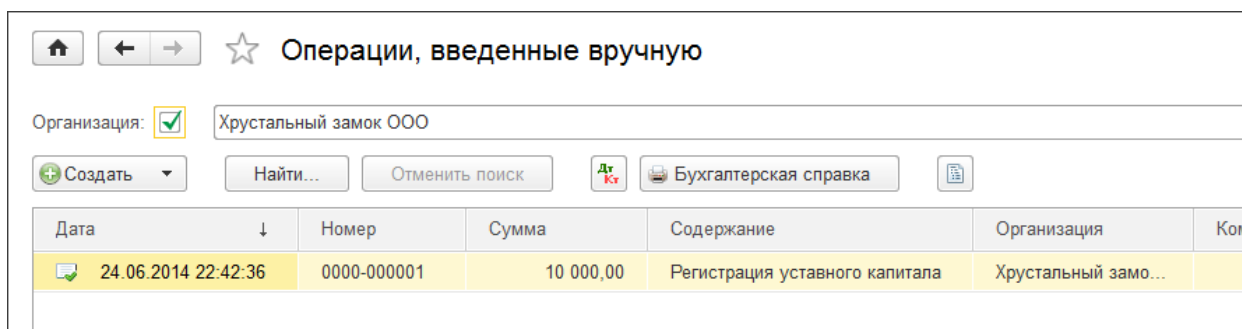 Операции, введенные вручную
Организация: Хрустальный замок ООО
Создать Найти... Отменить поиск Дт Кт Бухгалтерская справка
Дата ↓ Номер Сумма Содержание Организация Ком
24.06.2014 22:42:36 0000-000001 10 000,00 Регистрация уставного капитала Хрустальный замо...